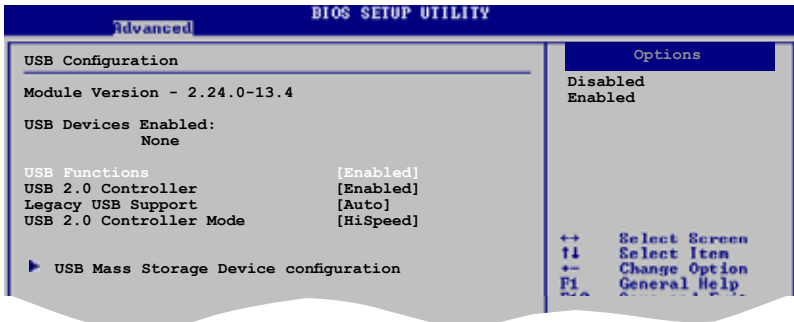 BIOS SETUP UTILITY
Advanced
USB Configuration
Module Version - 2.24.0-13.4
USB Devices Enabled:
None
USB Functions [Enabled]
USB 2.0 Controller [Enabled]
Legacy USB Support [Auto]
USB 2.0 Controller Mode [HiSpeed]
USB Mass Storage Device configuration
Options
Disabled
Enabled
←→ Select Screen
↑↓ Select Item
+- Change Option
F1 General Help